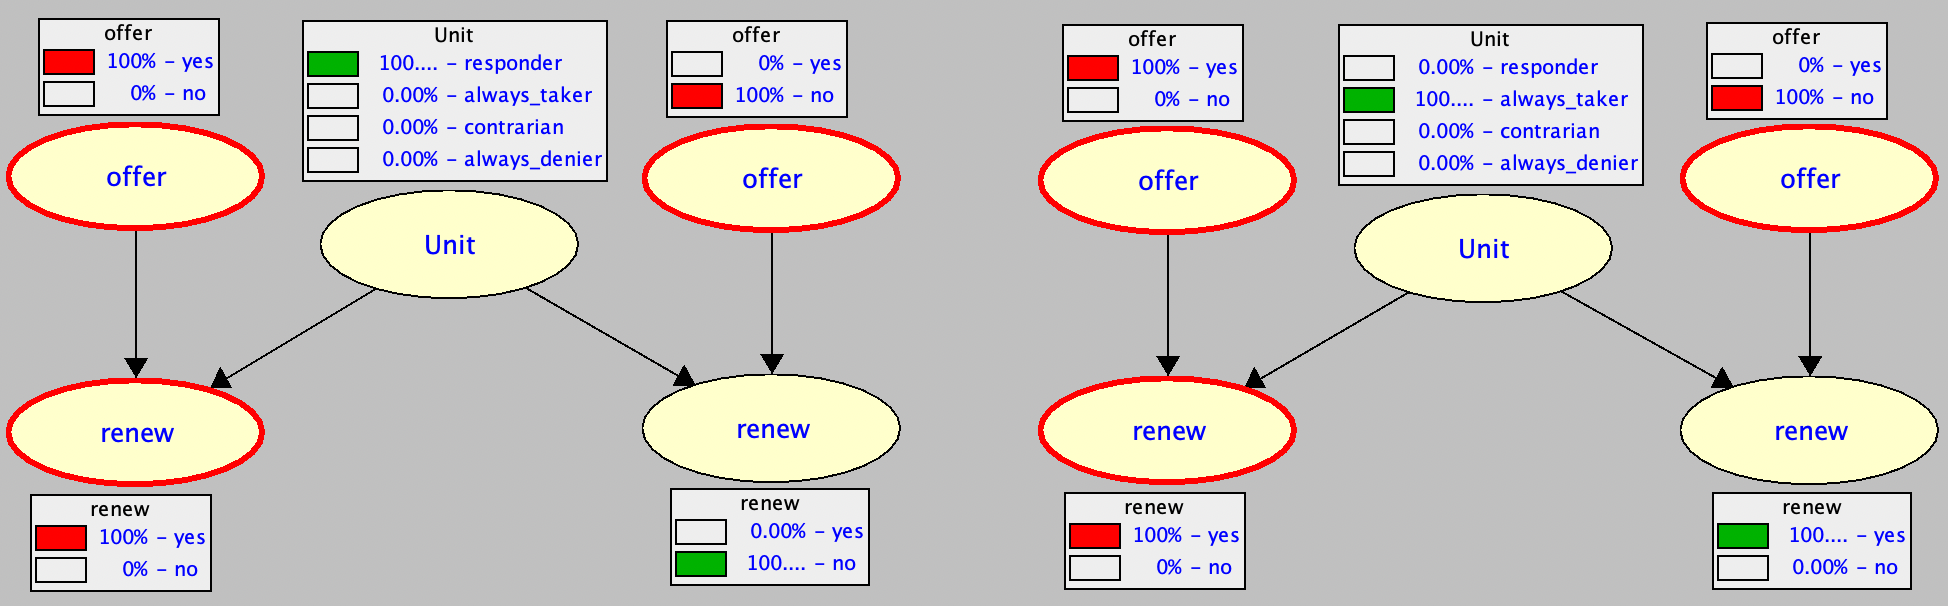 offer
100% – yes
0% – no
Unit
100.... – responder
0.00% – always_taker
0.00% – contrarian
0.00% – always_denier
offer
0% – yes
100% – no
offer
Unit
offer
renew
renew
renew
100% – yes
0% – no
renew
0.00% – yes
100.... – no
offer
100% – yes
0% – no
Unit
0.00% – responder
100.... – always_taker
0.00% – contrarian
0.00% – always_denier
offer
0% – yes
100% – no
offer
Unit
offer
renew
renew
renew
100% – yes
0% – no
renew
100.... – yes
0.00% – no